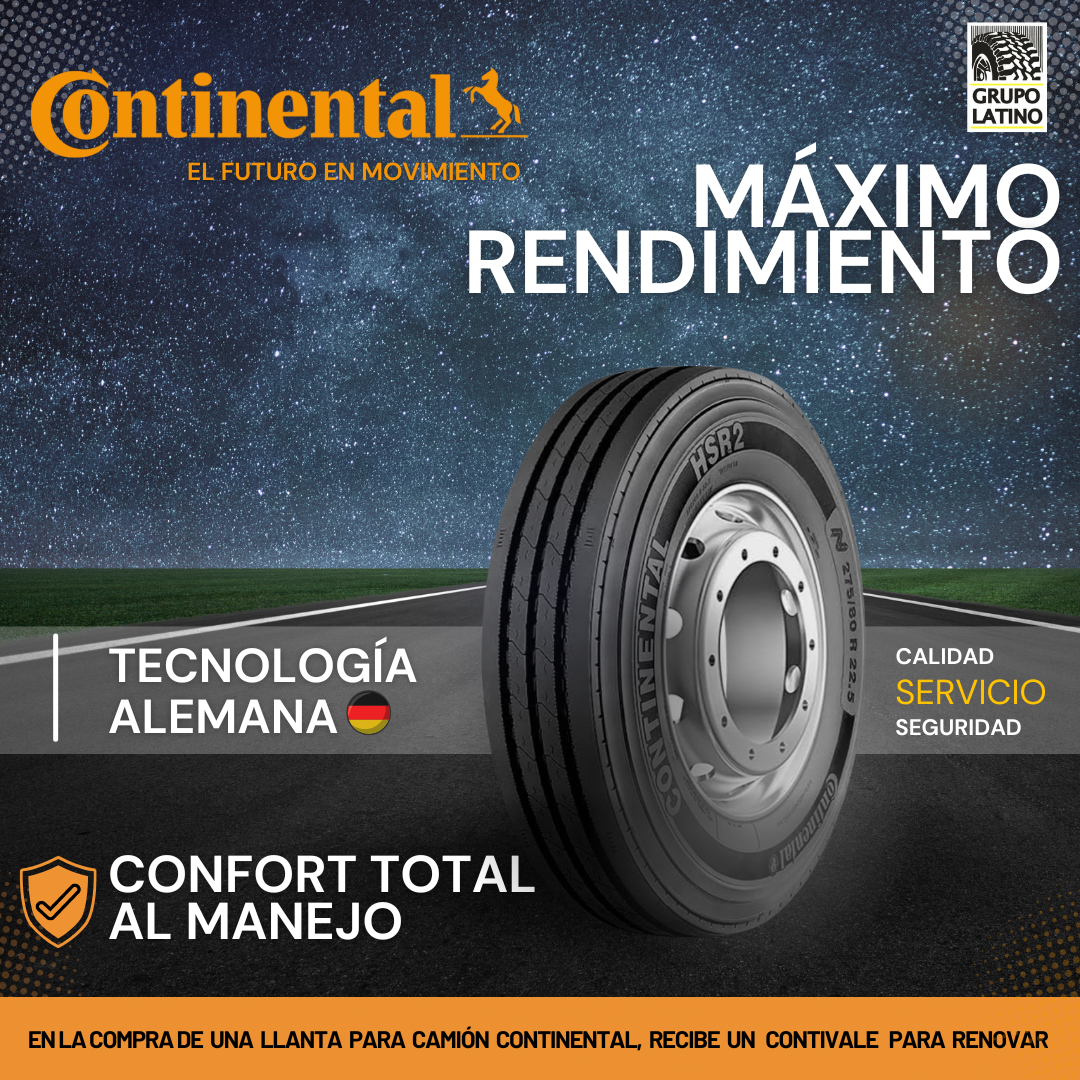 Continental
EL FUTURO EN MOVIMIENTO
GRUPO
LATINO
MÁXIMO
RENDIMIENTO
HSR2
CONTINENTAL
N 275/80 R 22.5
Continental
TECNOLOGÍA
ALEMANA
CALIDAD
SERVICIO
SEGURIDAD
CONFORT TOTAL
AL MANEJO
EN LA COMPRA DE UNA LLANTA PARA CAMIÓN CONTINENTAL, RECIBE UN CONTIVALE PARA RENOVAR